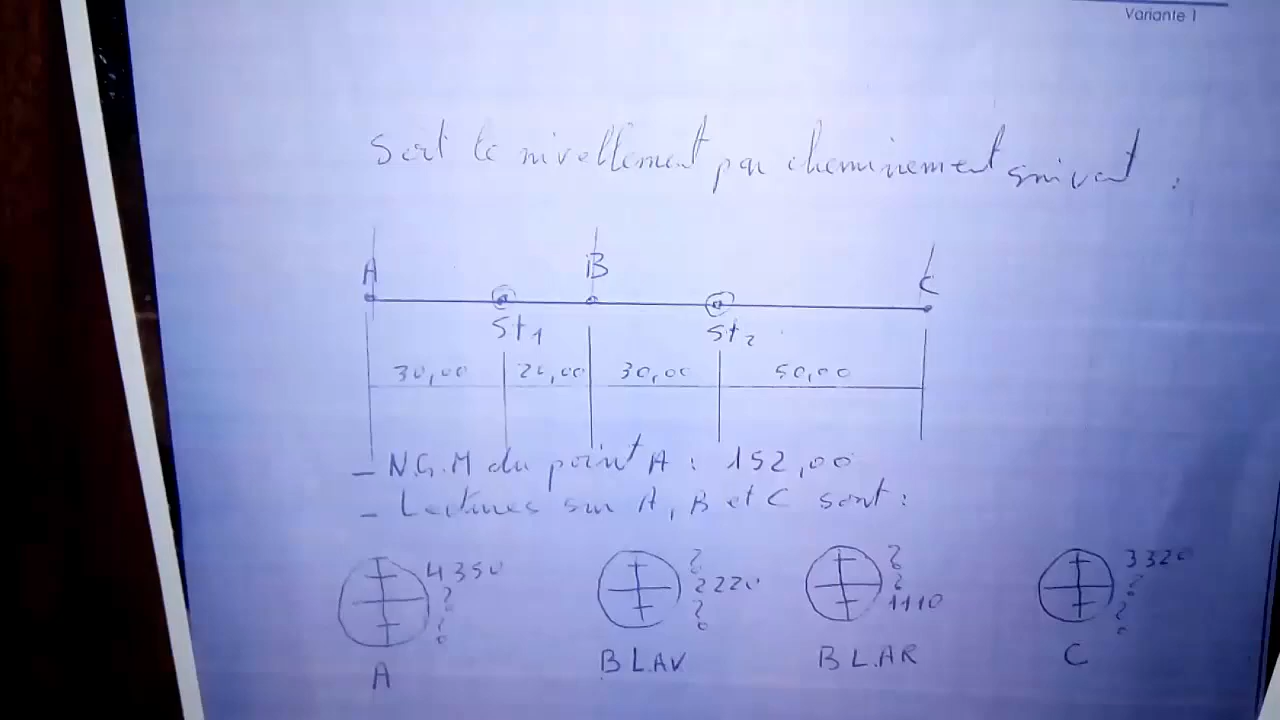 Variante 1
Soit le nivellement par cheminement suivant :
A B C
St1 St2
30,00 20,00 30,00 50,00
- N.G.M du point A : 152,00
- Lectures sur A, B et C sont :
4350 ? ? 3320
? 2220 ? ?
? ? 1110 ?
A B L.AV B L.AR C